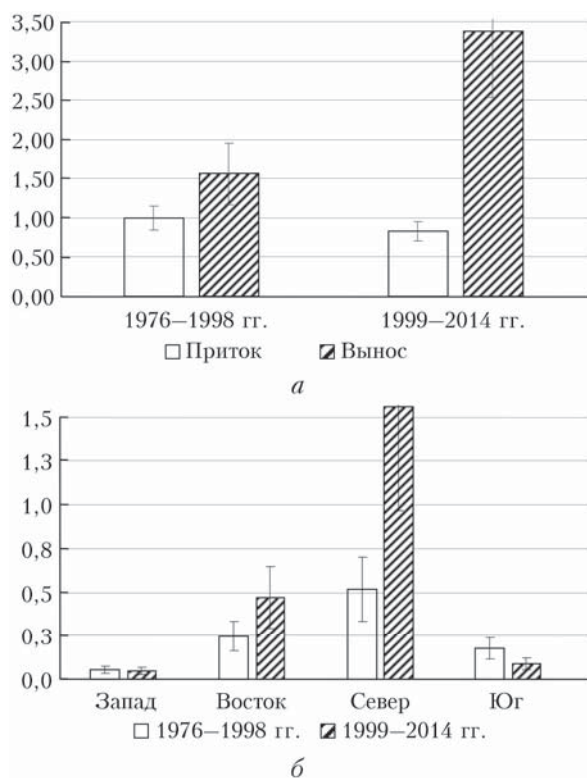 3,50
3,00
2,50
2,00
1,50
1,00
0,50
0,00
1976—1998 гг. 1999—2014 гг.
Приток Вынос
а
1,5
1,3
1,0
0,8
0,5
0,3
0,0
Запад Восток Север Юг
1976—1998 гг. 1999—2014 гг.
б